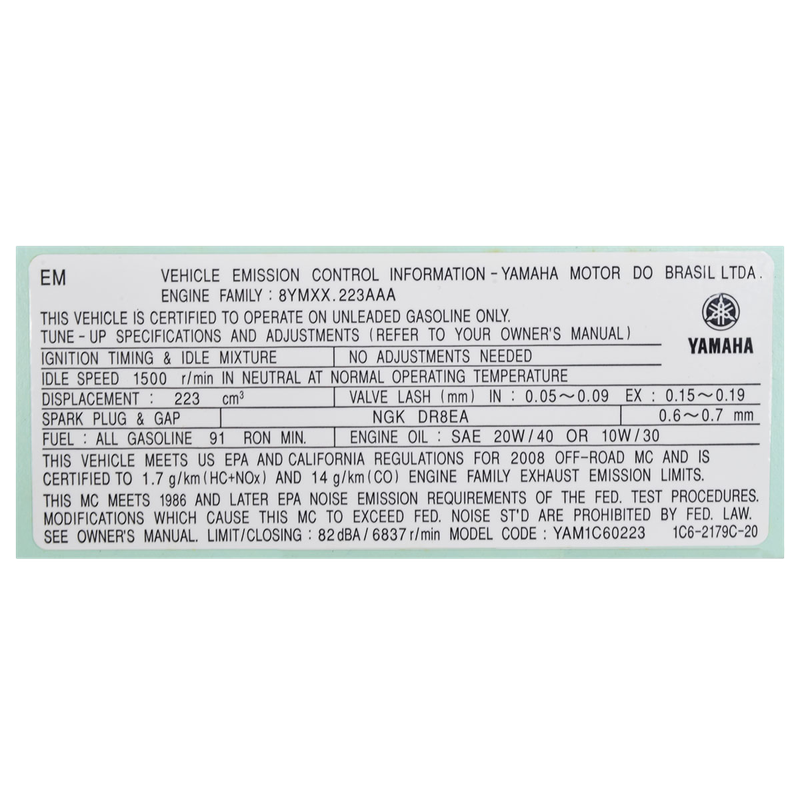 EM VEHICLE EMISSION CONTROL INFORMATION - YAMAHA MOTOR DO BRASIL LTDA.
ENGINE FAMILY : 8YMXX.223AAA
THIS VEHICLE IS CERTIFIED TO OPERATE ON UNLEADED GASOLINE ONLY.
TUNE-UP SPECIFICATIONS AND ADJUSTMENTS (REFER TO YOUR OWNER'S MANUAL)
YAMAHA
IGNITION TIMING & IDLE MIXTURE NO ADJUSTMENTS NEEDED
IDLE SPEED 1500 r/min IN NEUTRAL AT NORMAL OPERATING TEMPERATURE
DISPLACEMENT : 223 cm³ VALVE LASH (mm) IN : 0.05～0.09 EX : 0.15～0.19
SPARK PLUG & GAP NGK DR8EA 0.6～0.7 mm
FUEL : ALL GASOLINE 91 RON MIN. ENGINE OIL : SAE 20W/40 OR 10W/30
THIS VEHICLE MEETS US EPA AND CALIFORNIA REGULATIONS FOR 2008 OFF-ROAD MC AND IS
CERTIFIED TO 1.7 g/km (HC+NOx) AND 14 g/km (CO) ENGINE FAMILY EXHAUST EMISSION LIMITS.
THIS MC MEETS 1986 AND LATER EPA NOISE EMISSION REQUIREMENTS OF THE FED. TEST PROCEDURES.
MODIFICATIONS WHICH CAUSE THIS MC TO EXCEED FED. NOISE ST'D ARE PROHIBITED BY FED. LAW.
SEE OWNER'S MANUAL. LIMIT/CLOSING : 82 dBA / 6837 r/min MODEL CODE : YAM1C60223 1C6-2179C-20